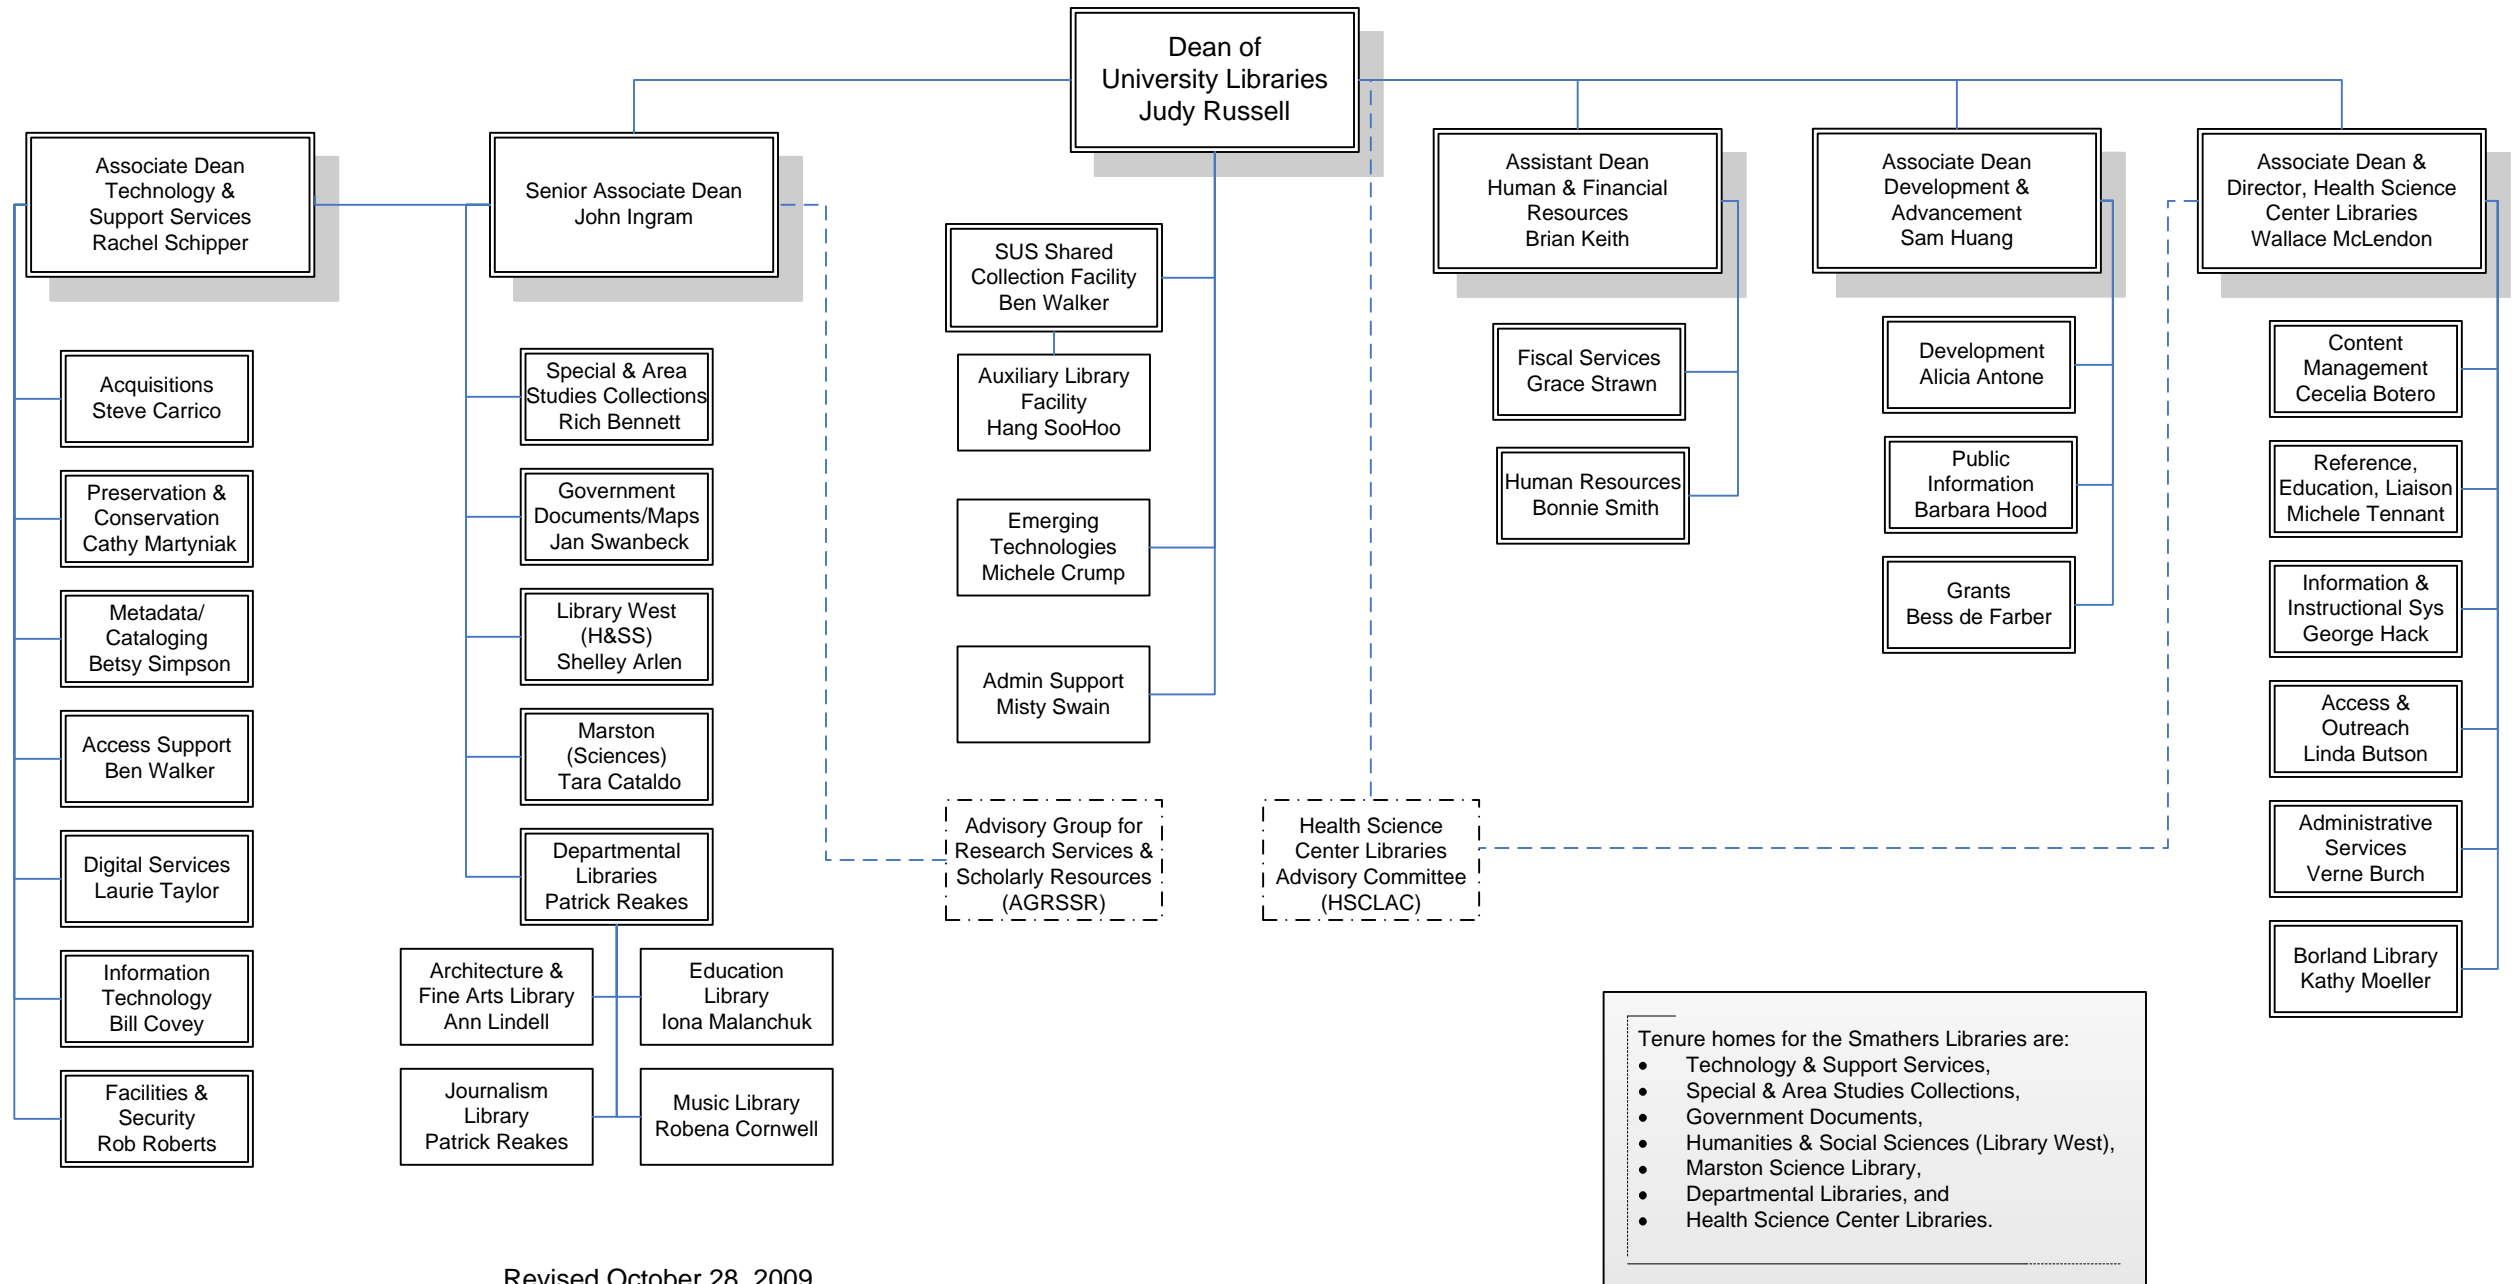 Dean of
University Libraries
Judy Russell
Associate Dean
Technology &
Support Services
Rachel Schipper
Senior Associate Dean
John Ingram
Assistant Dean
Human & Financial
Resources
Brian Keith
Associate Dean
Development &
Advancement
Sam Huang
Associate Dean &
Director, Health Science
Center Libraries
Wallace McLendon
Acquisitions
Steve Carrico
Preservation &
Conservation
Cathy Martyniak
Metadata/
Cataloging
Betsy Simpson
Access Support
Ben Walker
Digital Services
Laurie Taylor
Information
Technology
Bill Covey
Facilities &
Security
Rob Roberts
Special & Area
Studies Collections
Rich Bennett
Government
Documents/Maps
Jan Swanbeck
Library West
(H&SS)
Shelley Arlen
Marston
(Sciences)
Tara Cataldo
Departmental
Libraries
Patrick Reakes
Architecture &
Fine Arts Library
Ann Lindell
Education
Library
Iona Malanchuk
Journalism
Library
Patrick Reakes
Music Library
Robena Cornwell
SUS Shared
Collection Facility
Ben Walker
Auxiliary Library
Facility
Hang SooHoo
Emerging
Technologies
Michele Crump
Admin Support
Misty Swain
Advisory Group for
Research Services &
Scholarly Resources
(AGRSSR)
Health Science
Center Libraries
Advisory Committee
(HSCLAC)
Fiscal Services
Grace Strawn
Human Resources
Bonnie Smith
Development
Alicia Antone
Public
Information
Barbara Hood
Grants
Bess de Farber
Content
Management
Cecelia Botero
Reference,
Education, Liaison
Michele Tennant
Information &
Instructional Sys
George Hack
Access &
Outreach
Linda Butson
Administrative
Services
Verne Burch
Borland Library
Kathy Moeller
Tenure homes for the Smathers Libraries are:
• Technology & Support Services,
• Special & Area Studies Collections,
• Government Documents,
• Humanities & Social Sciences (Library West),
• Marston Science Library,
• Departmental Libraries, and
• Health Science Center Libraries.
Revised October 28, 2009